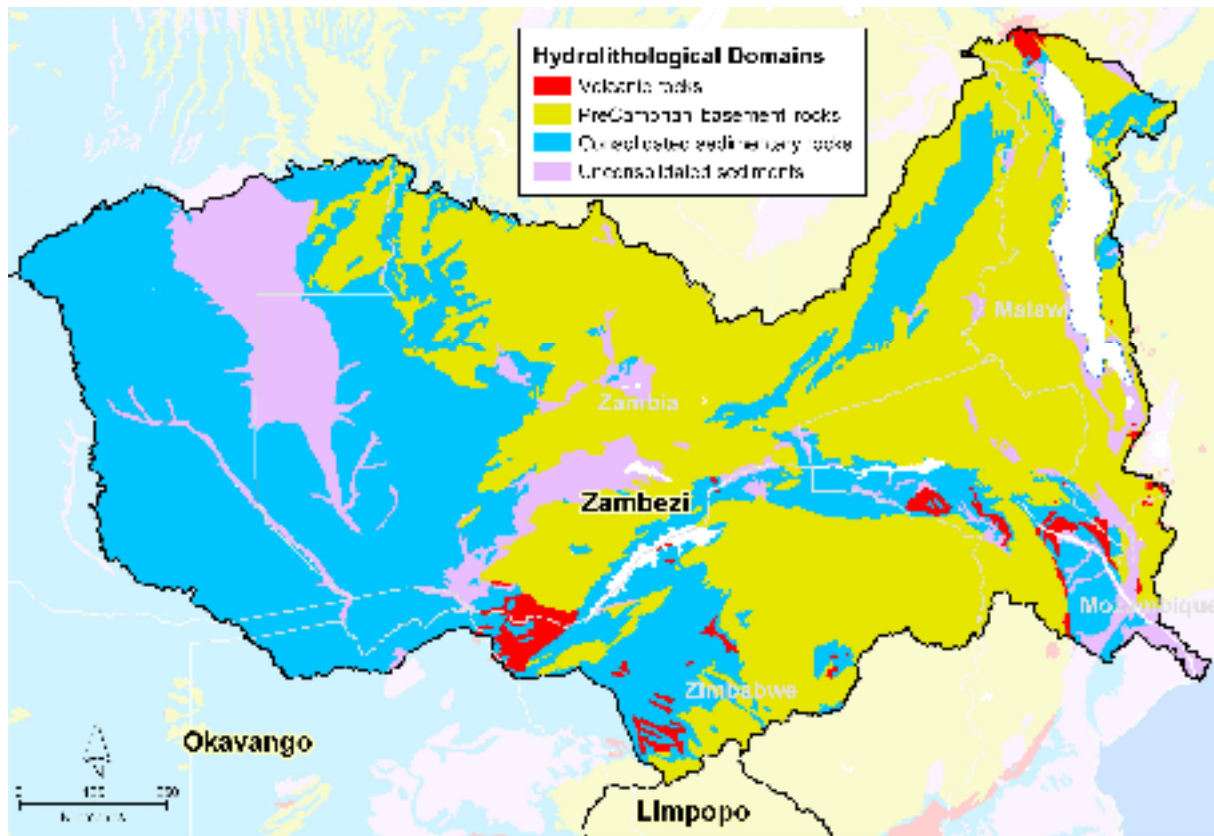 Hydrolithological Domains
Volcanic rocks
PreCambrian basement rocks
Consolidated sedimentary rocks
Unconsolidated sediments
Malawi
Zambia
Zambezi
Mozambique
Zimbabwe
Okavango
N
0
Limpopo